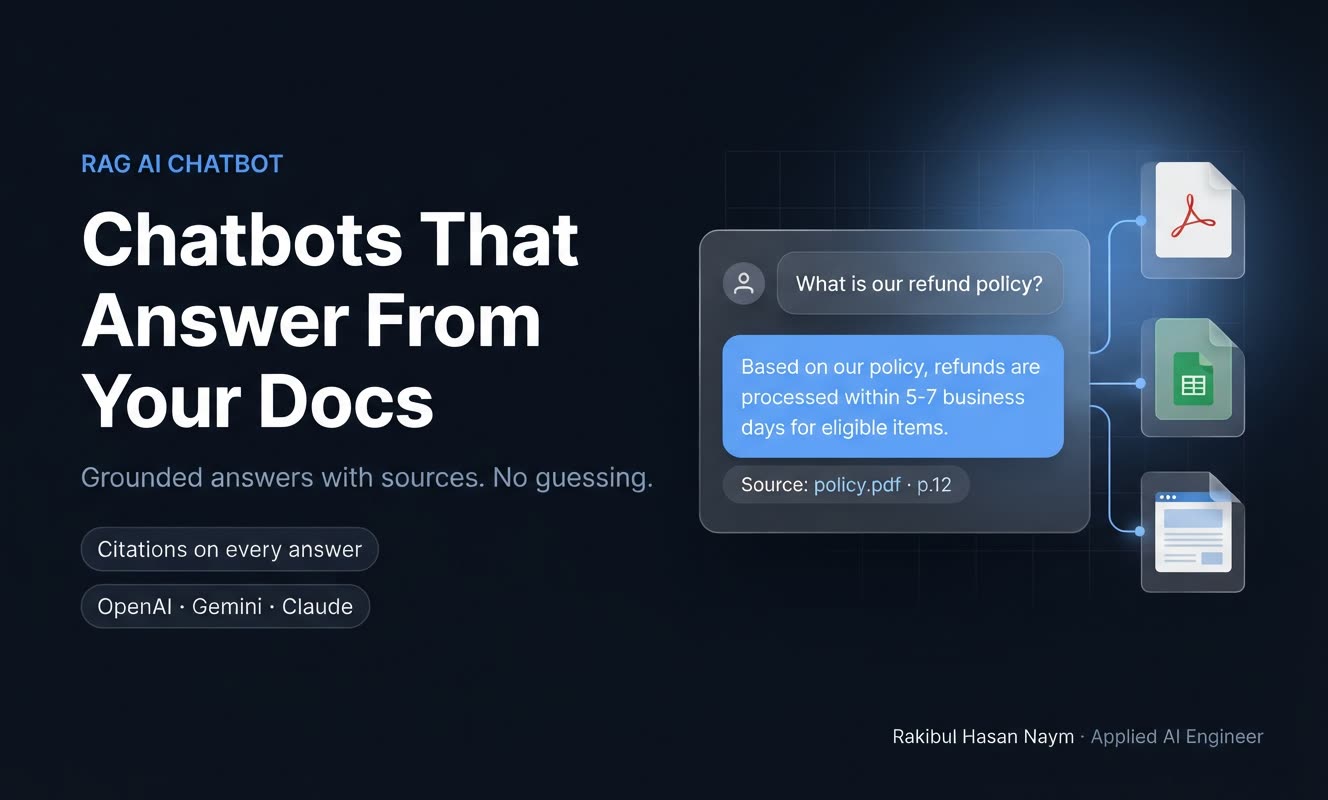 RAG AI CHATBOT
Chatbots That
Answer From
Your Docs
Grounded answers with sources. No guessing.
Citations on every answer
OpenAI · Gemini · Claude
What is our refund policy?
Based on our policy, refunds are
processed within 5-7 business
days for eligible items.
Source: policy.pdf · p.12
Rakibul Hasan Naym · Applied AI Engineer